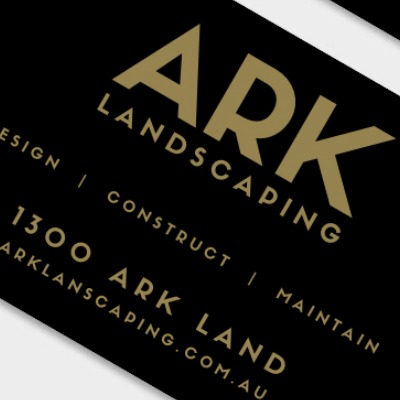 ARK
LANDSCAPING
ESIGN | CONSTRUCT | MAINTAIN
1300 ARK LAND
ARKLANSCAPING.COM.AU